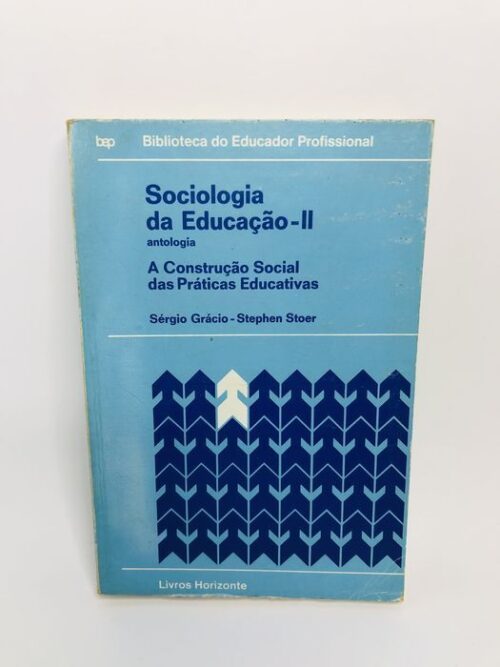 bep Biblioteca do Educador Profissional
Sociologia
da Educação-II
antologia
A Construção Social
das Práticas Educativas
Sérgio Grácio - Stephen Stoer
Livros Horizonte